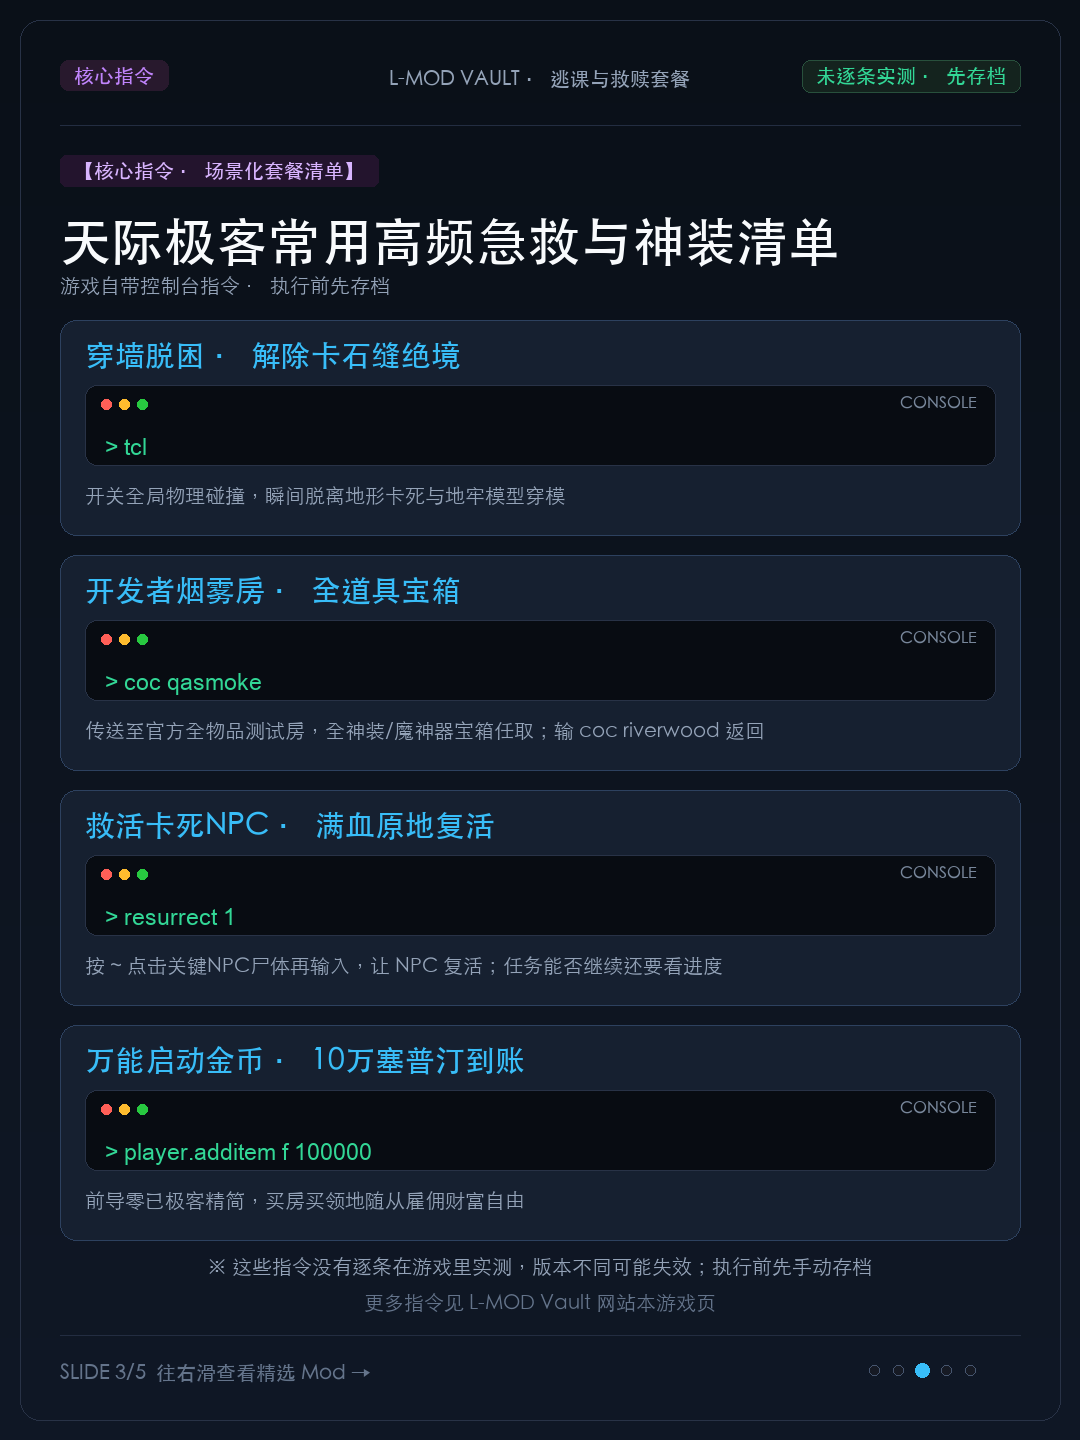 核心指令
L-MOD VAULT · 逃课与救赎套餐
未逐条实测 · 先存档
【核心指令 · 场景化套餐清单】
天际极客常用高频急救与神装清单
游戏自带控制台指令 · 执行前先存档
穿墙脱困 · 解除卡石缝绝境
CONSOLE
> tcl
开关全局物理碰撞，瞬间脱离地形卡死与地牢模型穿模
开发者烟雾房 · 全道具宝箱
CONSOLE
> coc qasmoke
传送至官方全物品测试房，全神装/魔神器宝箱任取；输 coc riverwood 返回
救活卡死NPC · 满血原地复活
CONSOLE
> resurrect 1
按 ~ 点击关键NPC尸体再输入，让 NPC 复活；任务能否继续还要看进度
万能启动金币 · 10万塞普汀到账
CONSOLE
> player.additem f 100000
前导零已极客精简，买房买领地随从雇佣财富自由
※ 这些指令没有逐条在游戏里实测，版本不同可能失效；执行前先手动存档
更多指令见 L-MOD Vault 网站本游戏页
SLIDE 3/5 往右滑查看精选 Mod →